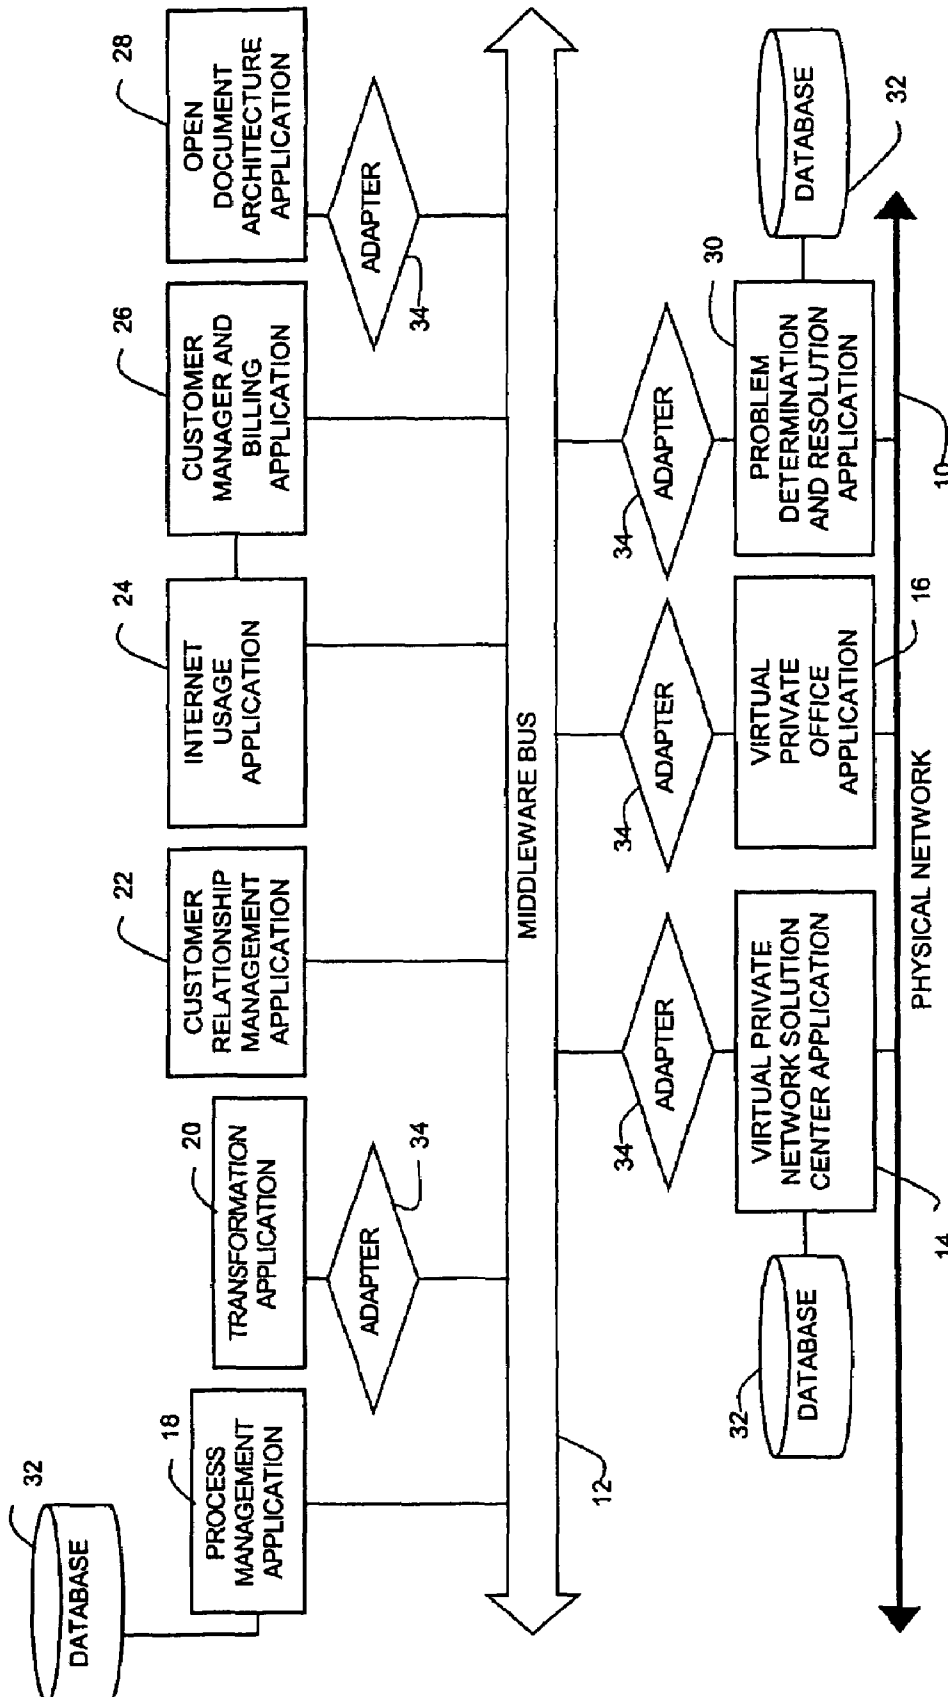 32
DATABASE
18
PROCESS
MANAGEMENT
APPLICATION
20
TRANSFORMATION
APPLICATION
ADAPTER
34
22
CUSTOMER
RELATIONSHIP
MANAGEMENT
APPLICATION
24
INTERNET
USAGE
APPLICATION
26
CUSTOMER
MANAGER AND
BILLING
APPLICATION
28
OPEN
DOCUMENT
ARCHITECTURE
APPLICATION
ADAPTER
34
MIDDLEWARE BUS
12
34
ADAPTER
34
ADAPTER
34
ADAPTER
32
DATABASE
VIRTUAL PRIVATE
NETWORK SOLUTION
CENTER APPLICATION
14
VIRTUAL
PRIVATE
OFFICE
APPLICATION
16
30
PROBLEM
DETERMINATION
AND RESOLUTION
APPLICATION
DATABASE
32
PHYSICAL NETWORK
10